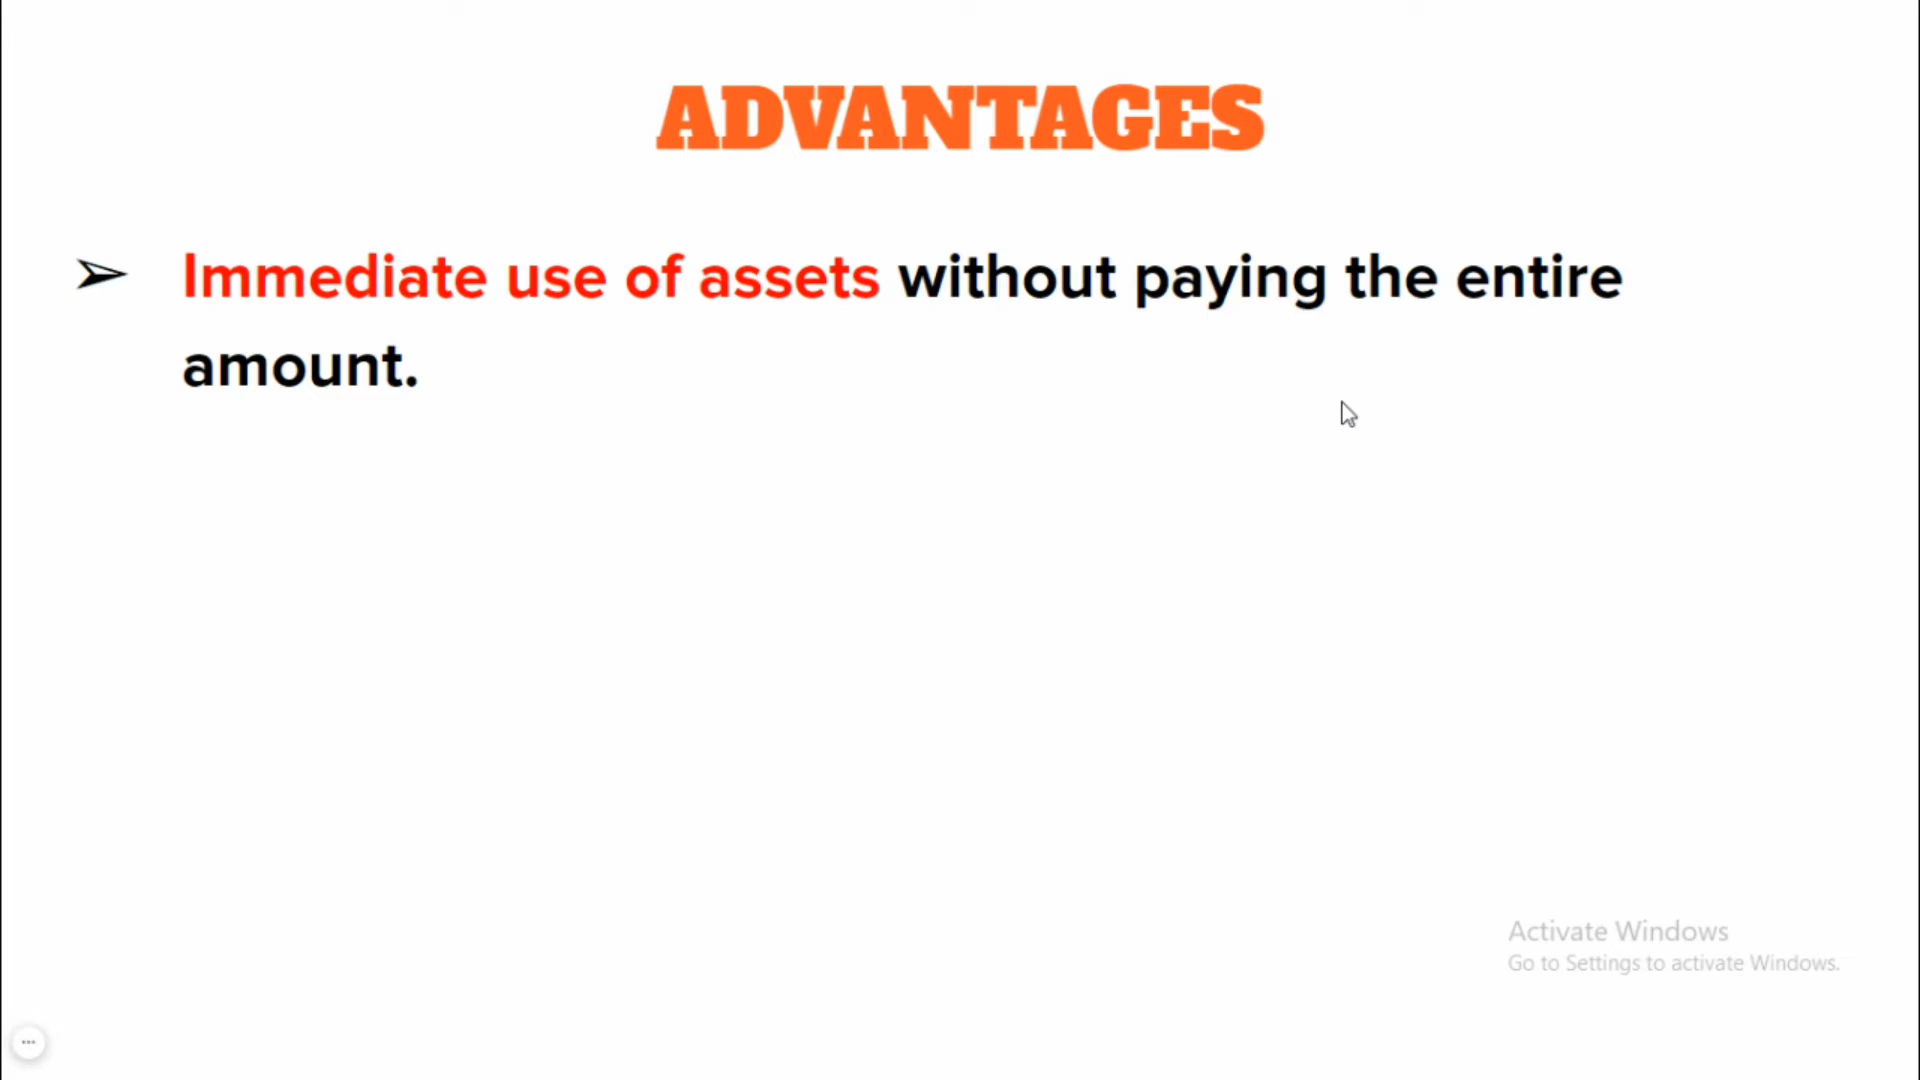 ADVANTAGES
➢ Immediate use of assets without paying the entire
amount.
Activate Windows
Go to Settings to activate Windows.